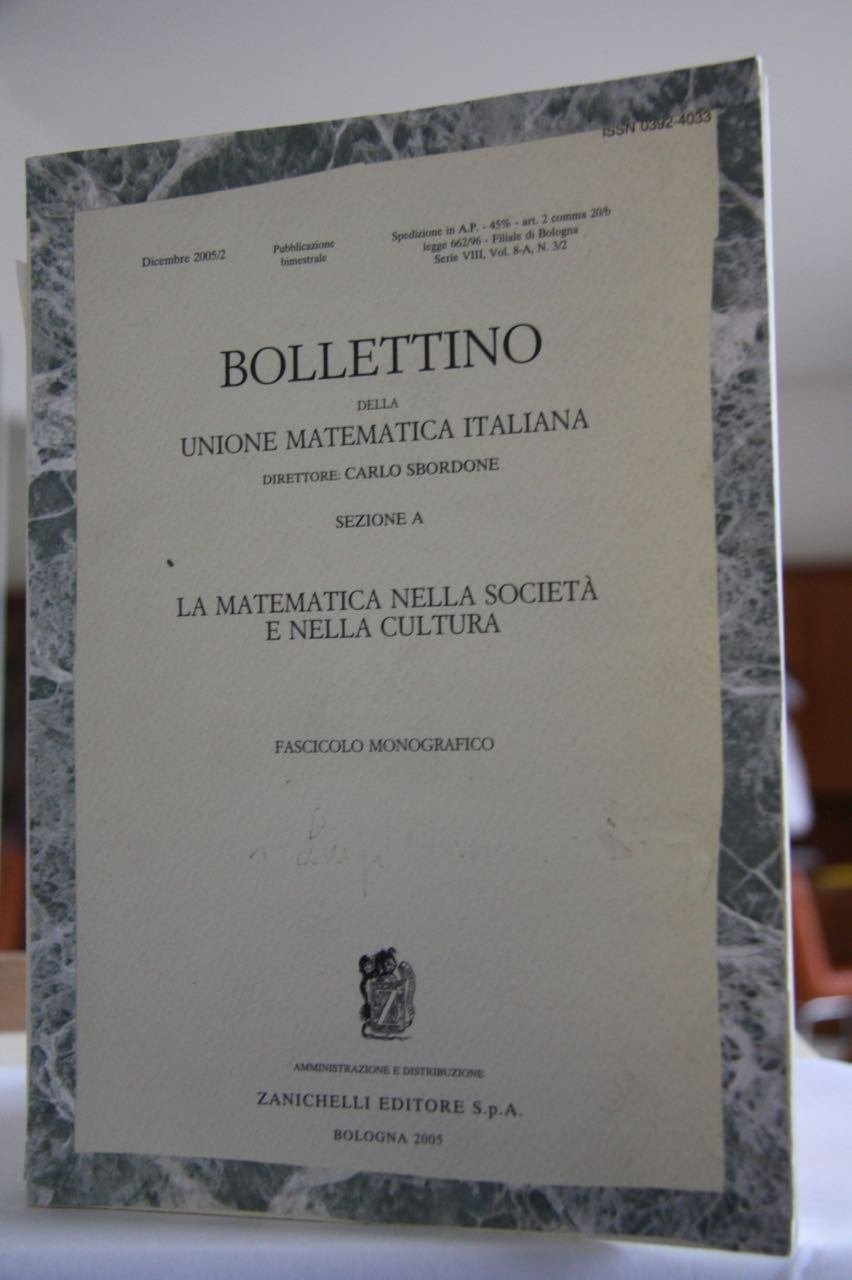 ISSN 0392-4033
Dicembre 2005/2
Pubblicazione
bimestrale
Spedizione in A.P. - 45% - art. 2 comma 20/b
legge 662/96 - Filiale di Bologna
Serie VIII, Vol. 8-A, N. 3/2
BOLLETTINO
DELLA
UNIONE MATEMATICA ITALIANA
DIRETTORE: CARLO SBORDONE
SEZIONE A
LA MATEMATICA NELLA SOCIETÀ
E NELLA CULTURA
FASCICOLO MONOGRAFICO
Z
AMMINISTRAZIONE E DISTRIBUZIONE
ZANICHELLI EDITORE S.p.A.
BOLOGNA 2005